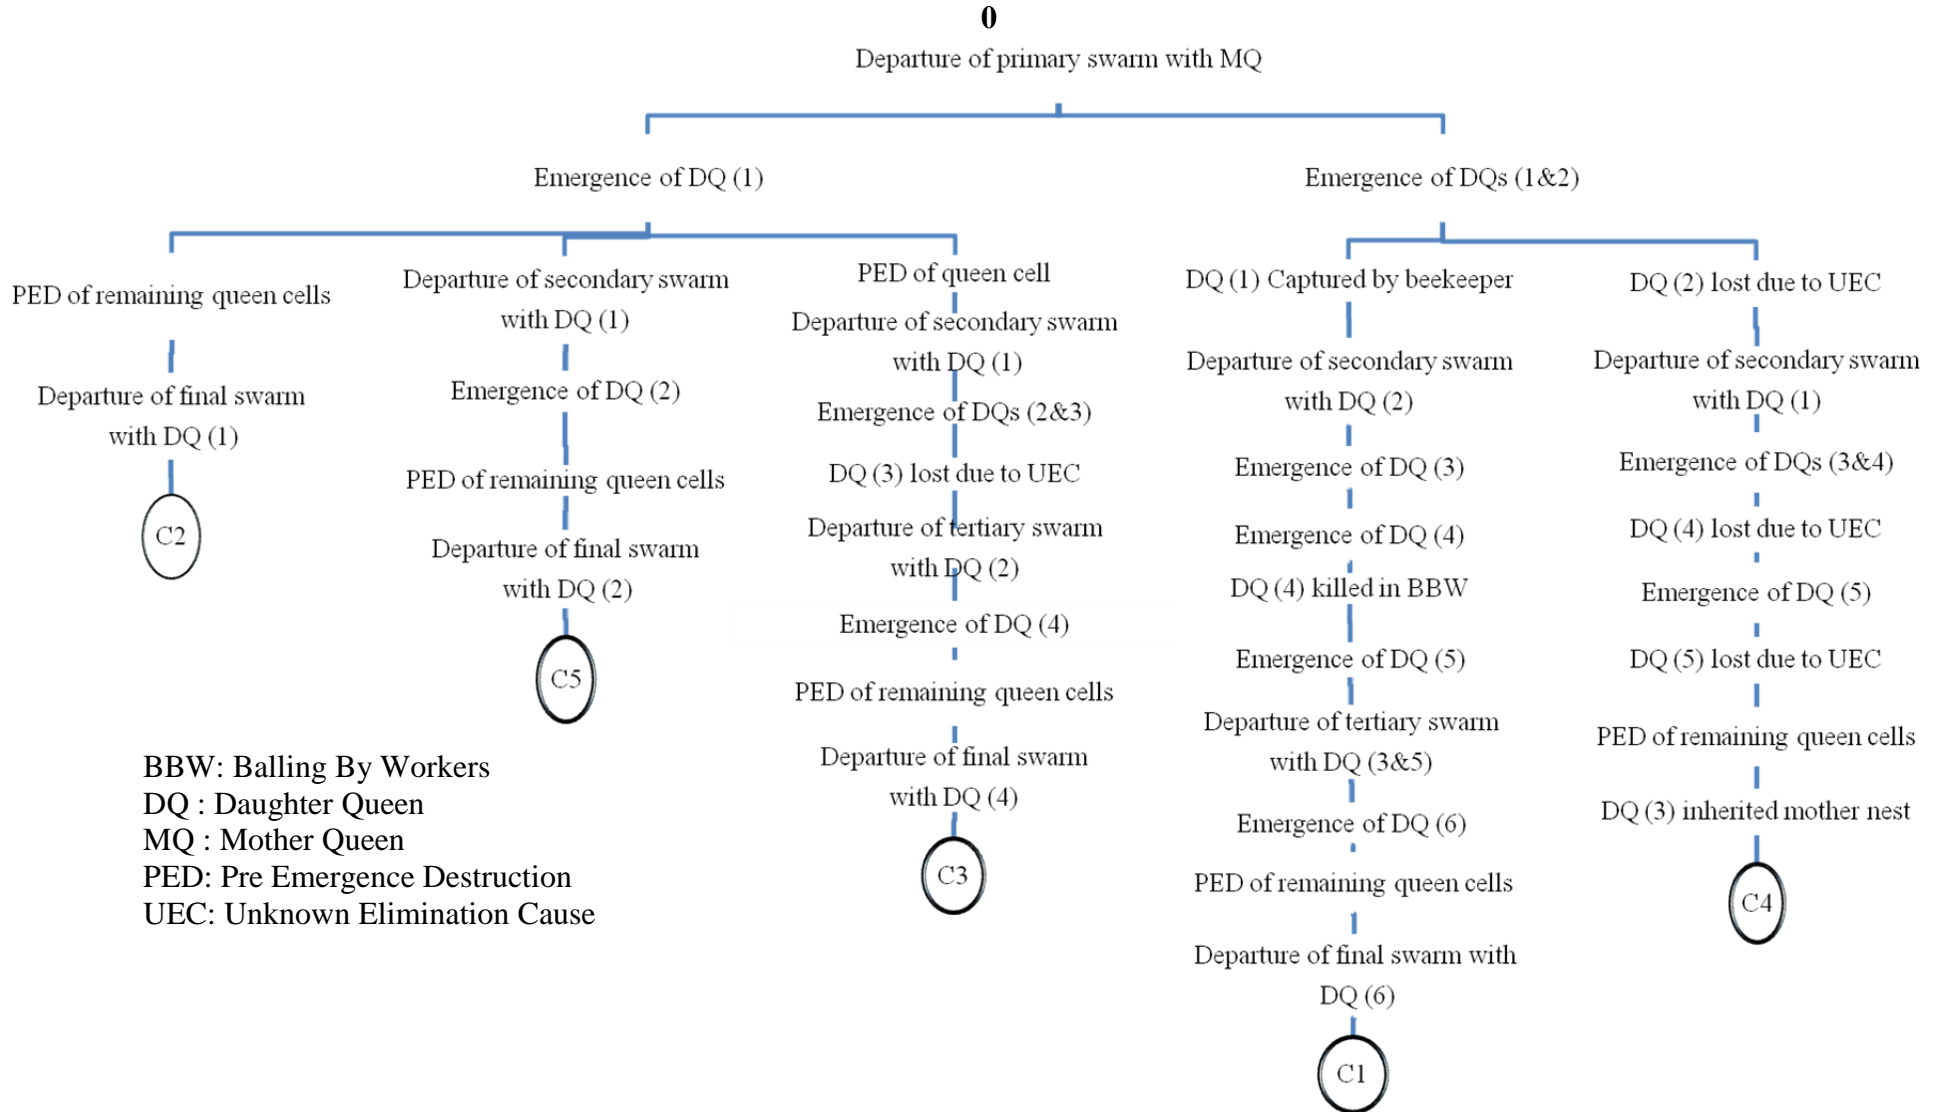 0
Departure of primary swarm with MQ
Emergence of DQ (1)
Emergence of DQs (1&2)
PED of remaining queen cells
Departure of final swarm
with DQ (1)
C2
Departure of secondary swarm
with DQ (1)
Emergence of DQ (2)
PED of remaining queen cells
Departure of final swarm
with DQ (2)
C5
PED of queen cell
Departure of secondary swarm
with DQ (1)
Emergence of DQs (2&3)
DQ (3) lost due to UEC
Departure of tertiary swarm
with DQ (2)
Emergence of DQ (4)
PED of remaining queen cells
Departure of final swarm
with DQ (4)
C3
DQ (1) Captured by beekeeper
Departure of secondary swarm
with DQ (2)
Emergence of DQ (3)
Emergence of DQ (4)
DQ (4) killed in BBW
Emergence of DQ (5)
Departure of tertiary swarm
with DQ (3&5)
Emergence of DQ (6)
PED of remaining queen cells
Departure of final swarm with
DQ (6)
C1
DQ (2) lost due to UEC
Departure of secondary swarm
with DQ (1)
Emergence of DQs (3&4)
DQ (4) lost due to UEC
Emergence of DQ (5)
DQ (5) lost due to UEC
PED of remaining queen cells
DQ (3) inherited mother nest
C4
BBW: Balling By Workers
DQ : Daughter Queen
MQ : Mother Queen
PED: Pre Emergence Destruction
UEC: Unknown Elimination Cause